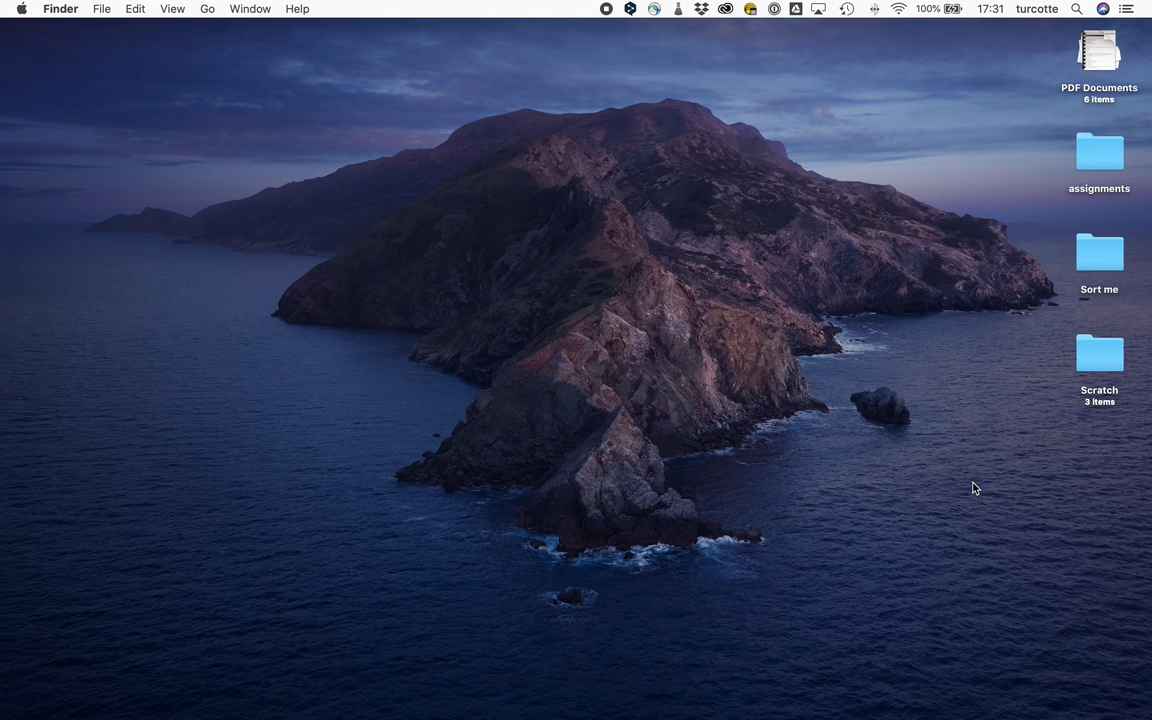 Finder File Edit View Go Window Help 100% 17:31 turcotte
PDF Documents
6 items
assignments
Sort me
Scratch
3 items